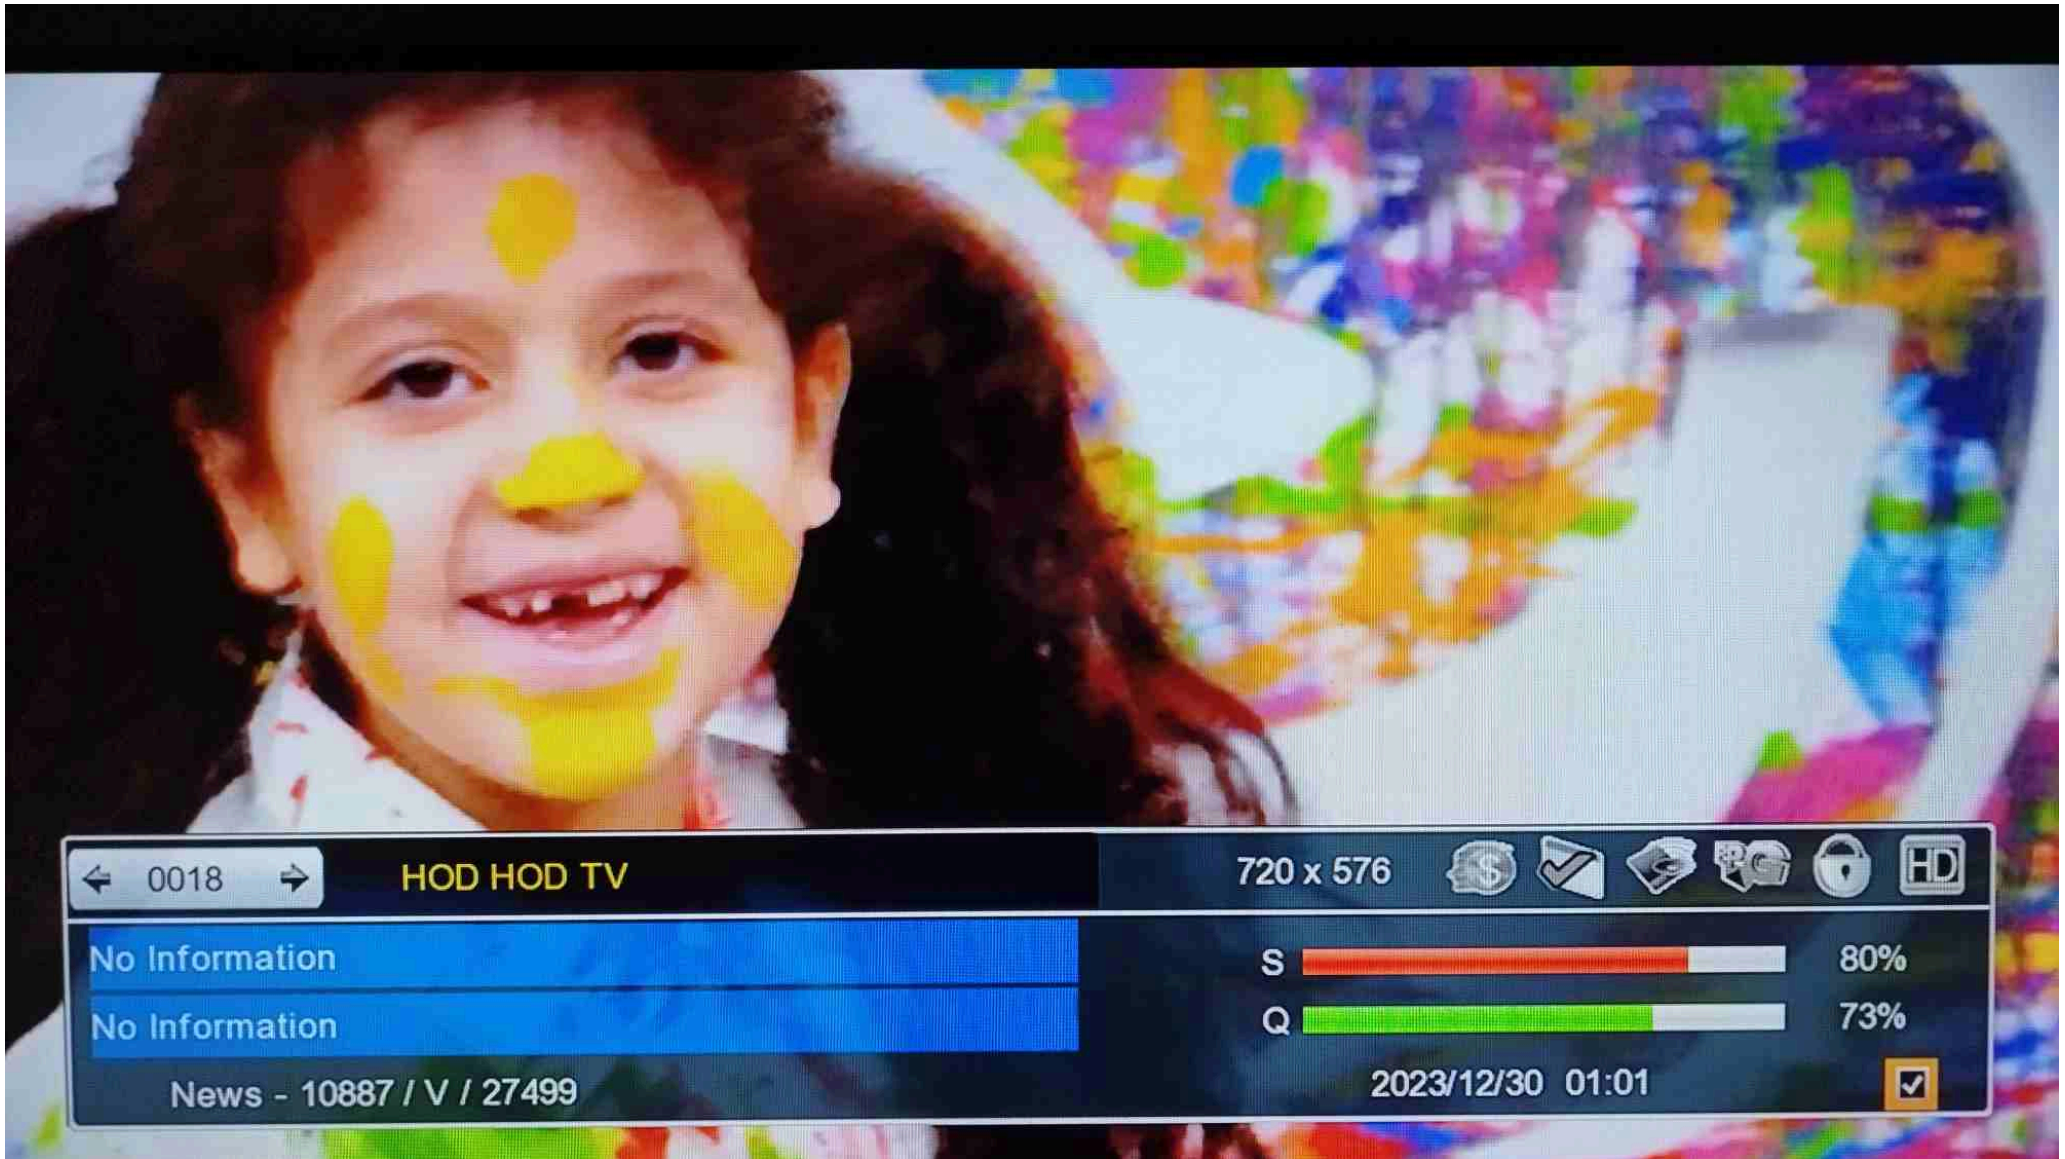 0018 HOD HOD TV 720 x 576 HD
No Information S 80%
No Information Q 73%
News - 10887 / V / 27499 2023/12/30 01:01